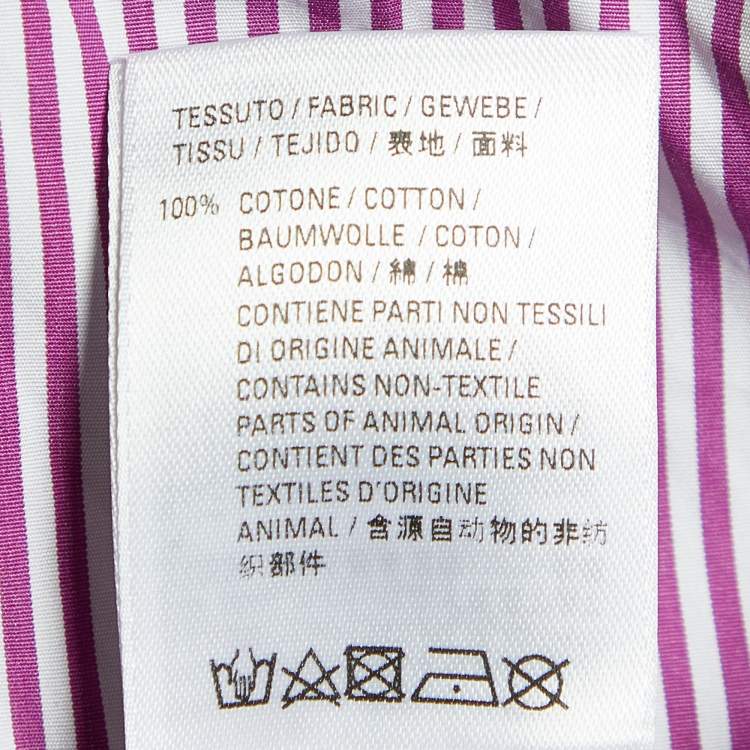 TESSUTO / FABRIC / GEWEBE /
TISSU / TEJIDO / 表地 / 面料
100% COTONE / COTTON /
BAUMWOLLE / COTON /
ALGODON / 綿 / 棉
CONTIENE PARTI NON TESSILI
DI ORIGINE ANIMALE /
CONTAINS NON-TEXTILE
PARTS OF ANIMAL ORIGIN /
CONTIENT DES PARTIES NON
TEXTILES D'ORIGINE
ANIMAL / 含源自动物的非纺
织部件